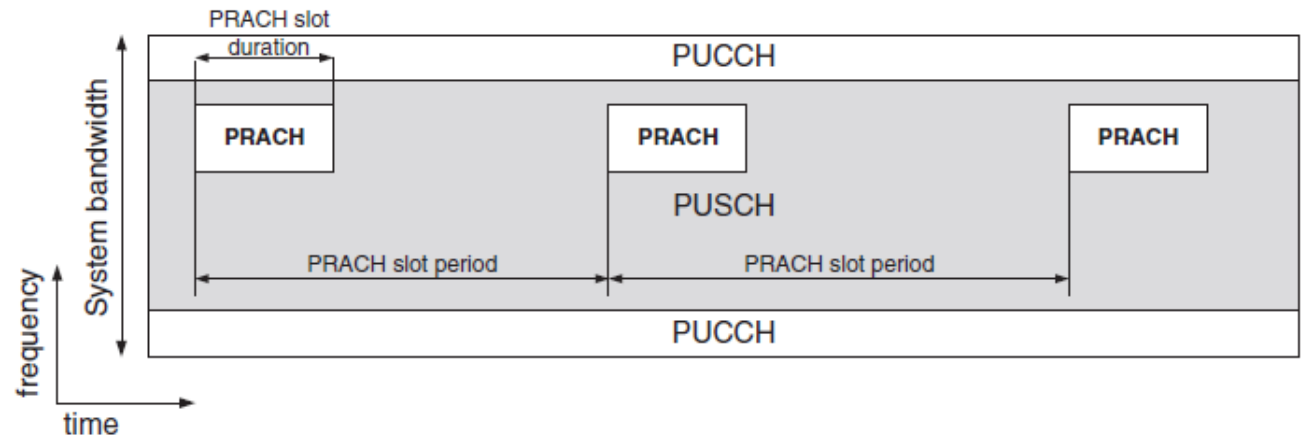 PRACH slot
duration
PUCCH
System bandwidth
PRACH
PRACH
PRACH
PUSCH
PRACH slot period
PRACH slot period
PUCCH
frequency
time